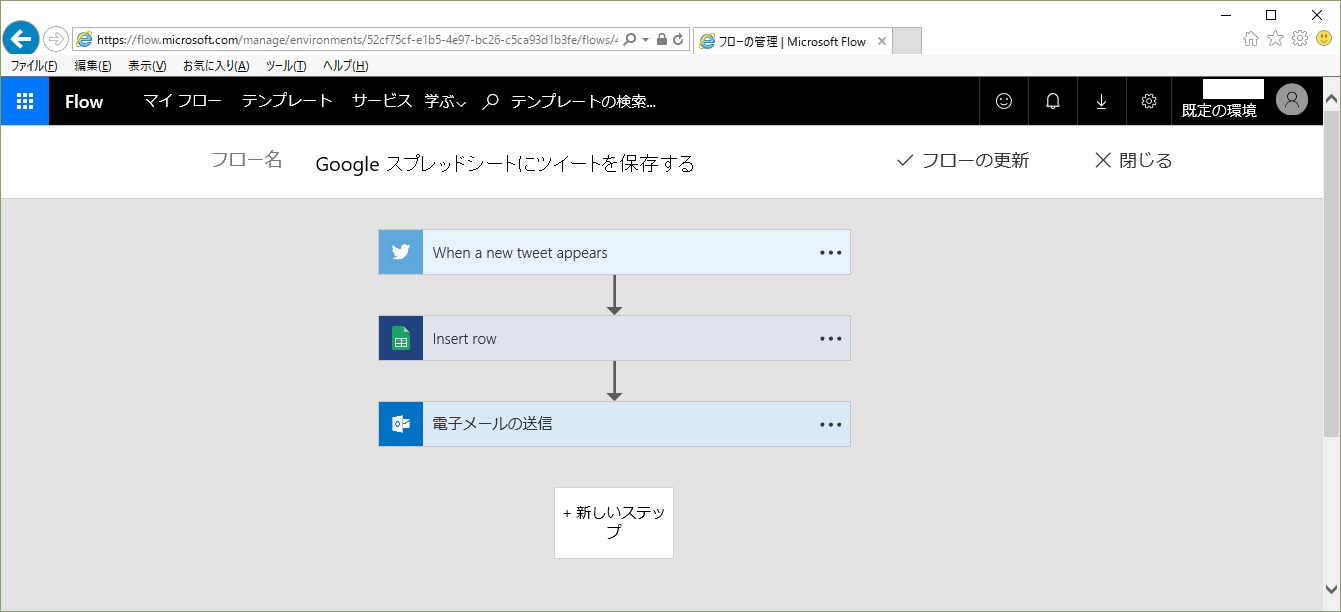 https://flow.microsoft.com/manage/environments/52cf75cf-e1b5-4e97-bc26-c5ca93d1b3fe/flows/4
フローの管理 | Microsoft Flow
ファイル(F) 編集(E) 表示(V) お気に入り(A) ツール(T) ヘルプ(H)
Flow マイ フロー テンプレート サービス 学ぶ テンプレートの検索... 既定の環境
フロー名 Google スプレッドシートにツイートを保存する フローの更新 閉じる
When a new tweet appears
Insert row
電子メールの送信
+ 新しいステッ
プ